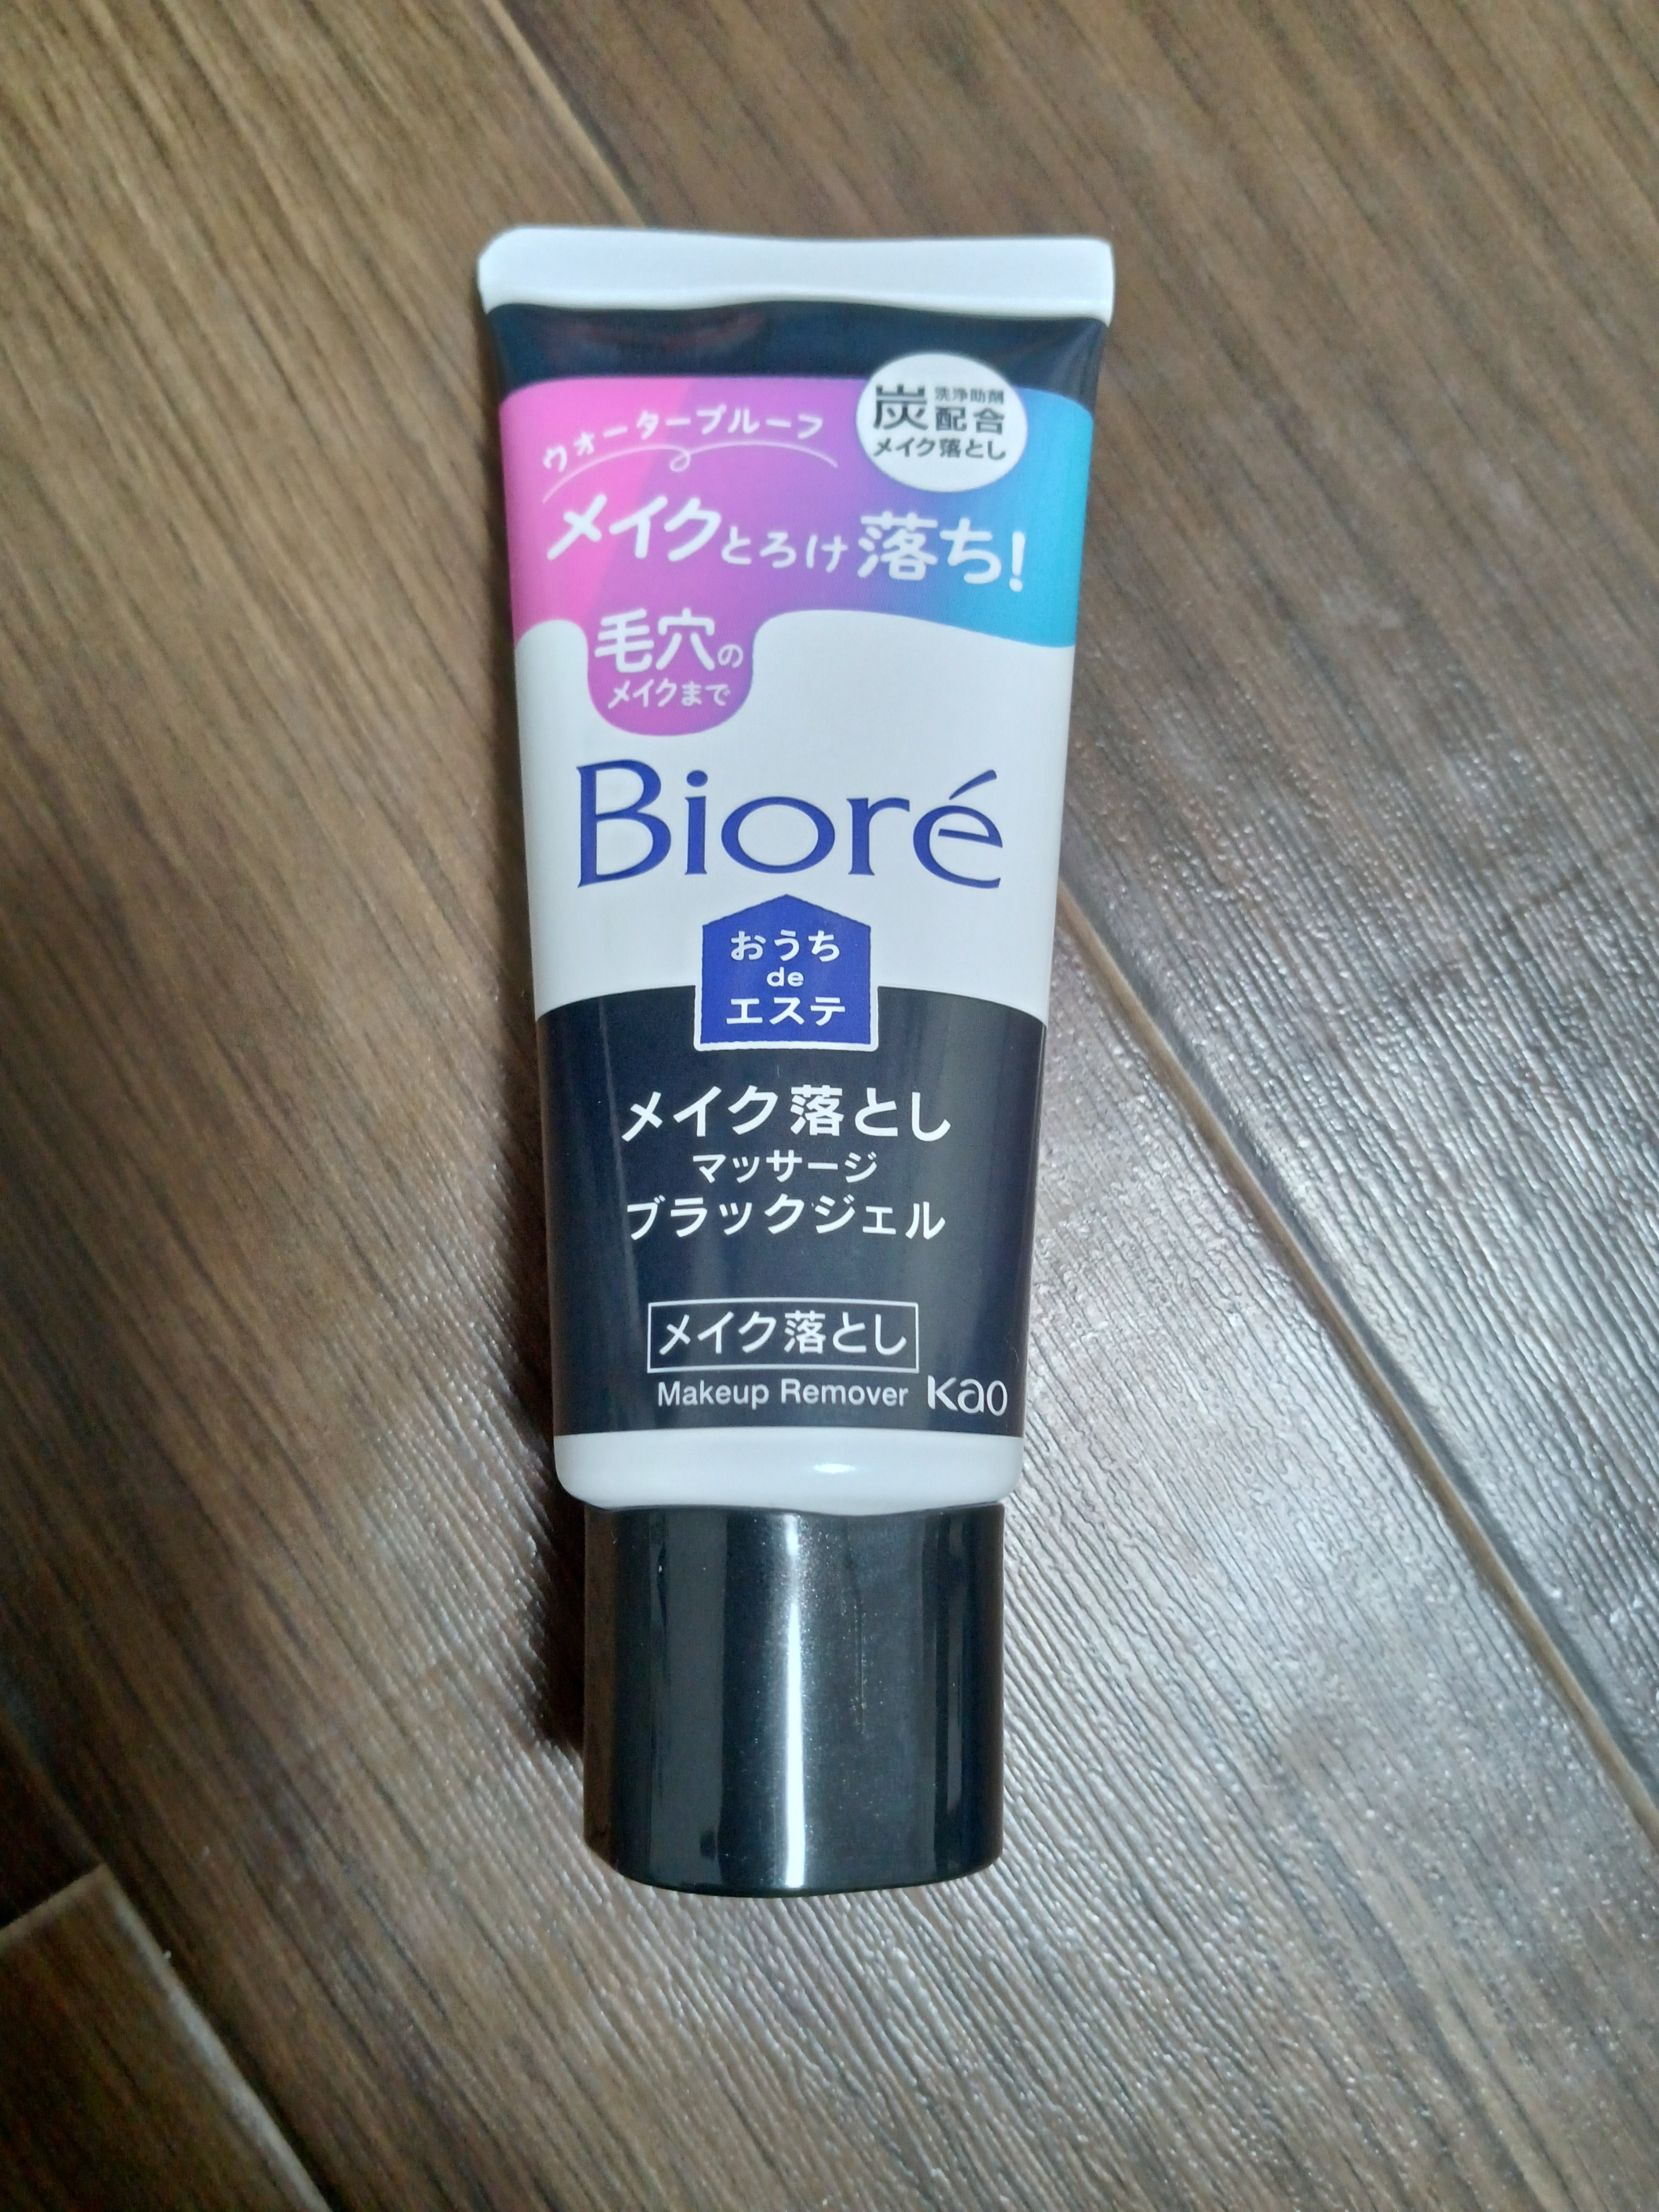 炭 洗浄助剤
配合
メイク落とし
ウォータープルーフ
メイクとろけ落ち!
毛穴の
メイクまで
Bioré
おうち
de
エステ
メイク落とし
マッサージ
ブラックジェル
メイク落とし
Makeup Remover Kao